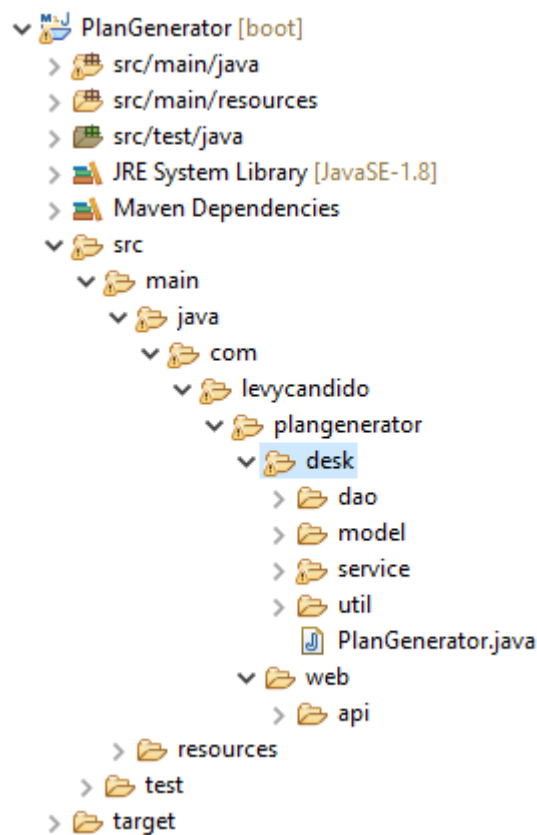 PlanGenerator [boot]
src/main/java
src/main/resources
src/test/java
JRE System Library [JavaSE-1.8]
Maven Dependencies
src
main
java
com
levycandido
plangenerator
desk
dao
model
service
util
PlanGenerator.java
web
api
resources
test
target